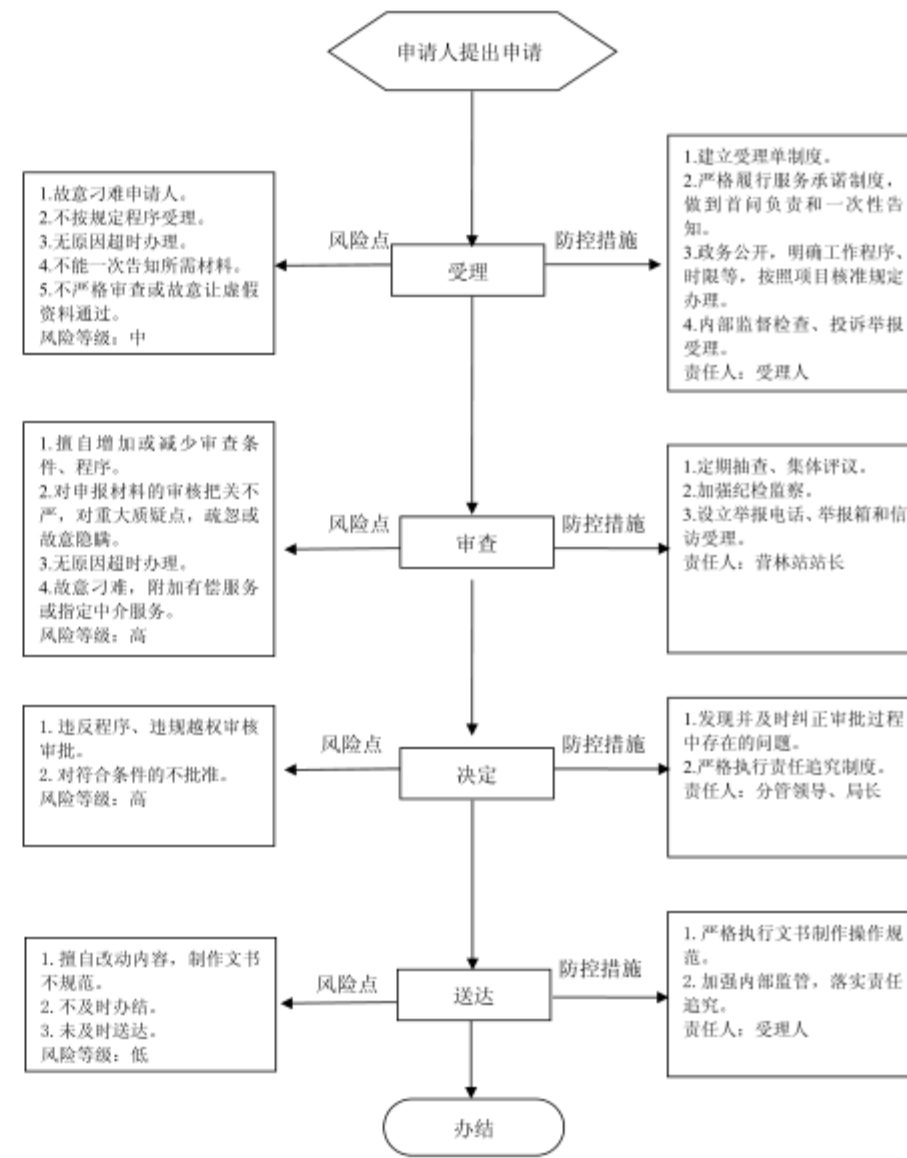 申请人提出申请
1.故意刁难申请人。
2.不按规定程序受理。
3.无原因超时办理。
4.不能一次告知所需材料。
5.不严格审查或故意让虚假
资料通过。
风险等级：中
风险点
受理
防控措施
1.建立受理单制度。
2.严格履行服务承诺制度，
做到首问负责和一次性告
知。
3.政务公开，明确工作程序、
时限等，按照项目核准规定
办理。
4.内部监督检查、投诉举报
受理。
责任人：受理人
1.擅自增加或减少审查条
件、程序。
2.对申报材料的审核把关不
严，对重大质疑点，疏忽或
故意隐瞒。
3.无原因超时办理。
4.故意刁难，附加有偿服务
或指定中介服务。
风险等级：高
风险点
审查
防控措施
1.定期抽查、集体评议。
2.加强纪检监察。
3.设立举报电话、举报箱和信
访受理。
责任人：营林站站长
1. 违反程序、违规越权审核
审批。
2. 对符合条件的不批准。
风险等级：高
风险点
决定
防控措施
1.发现并及时纠正审批过程
中存在的问题。
2.严格执行责任追究制度。
责任人：分管领导、局长
1. 擅自改动内容，制作文书
不规范。
2. 不及时办结。
3. 未及时送达。
风险等级：低
风险点
送达
防控措施
1. 严格执行文书制作操作规
范。
2. 加强内部监管，落实责任
追究。
责任人：受理人
办结